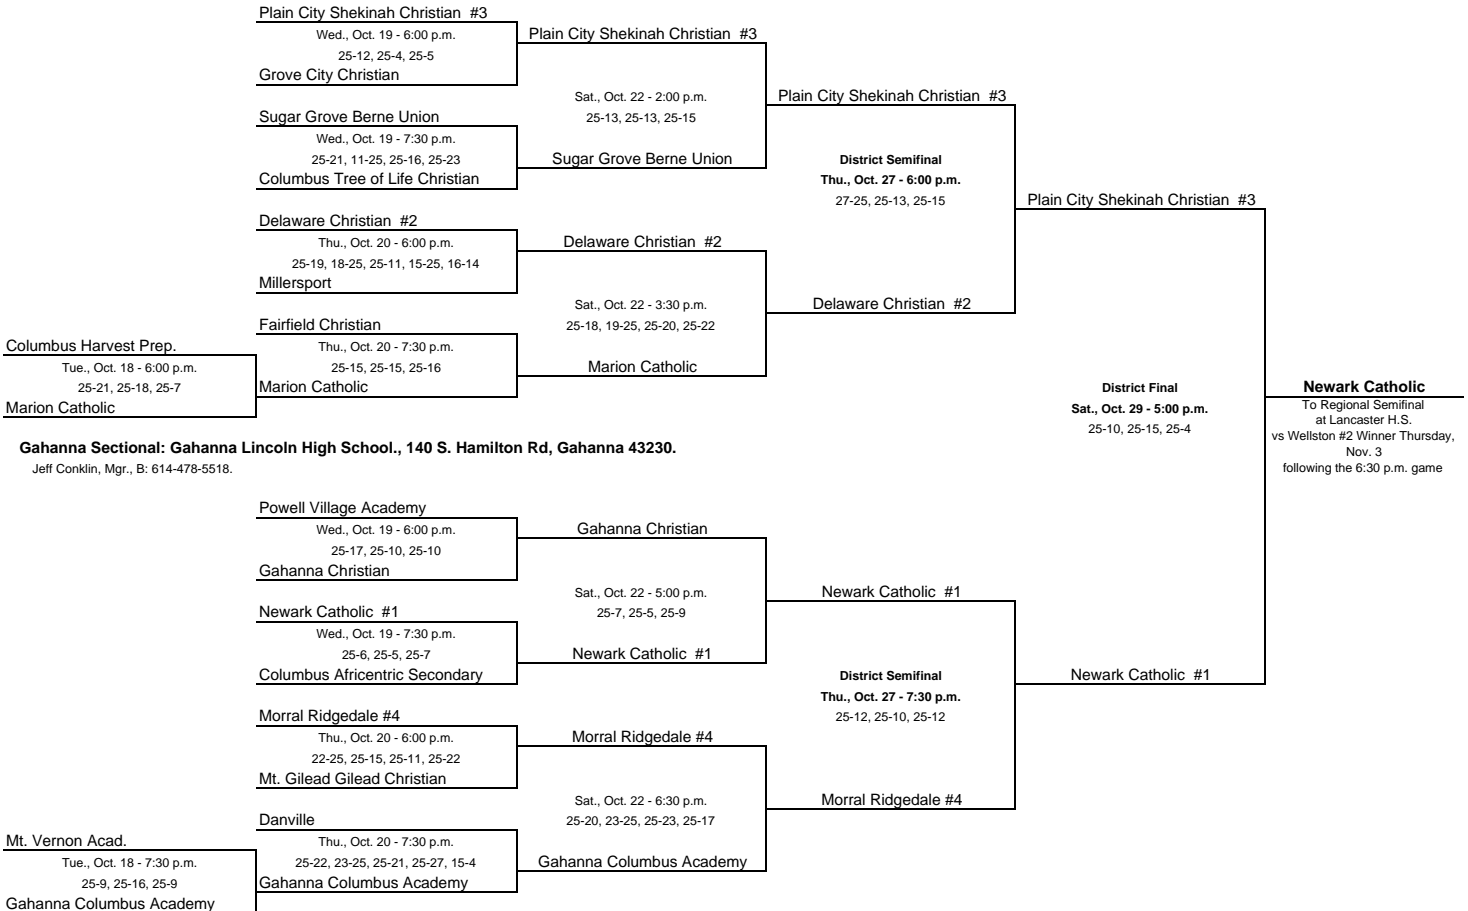 Plain City Shekinah Christian  #3
Wed., Oct. 19 - 6:00 p.m.
25-12, 25-4, 25-5
Grove City Christian
Plain City Shekinah Christian  #3
Sat., Oct. 22 - 2:00 p.m.
25-13, 25-13, 25-15
Sugar Grove Berne Union
Wed., Oct. 19 - 7:30 p.m.
25-21, 11-25, 25-16, 25-23
Columbus Tree of Life Christian
Sugar Grove Berne Union
Plain City Shekinah Christian  #3
District Semifinal
Thu., Oct. 27 - 6:00 p.m.
27-25, 25-13, 25-15
Plain City Shekinah Christian  #3
Delaware Christian  #2
Thu., Oct. 20 - 6:00 p.m.
25-19, 18-25, 25-11, 15-25, 16-14
Millersport
Delaware Christian  #2
Sat., Oct. 22 - 3:30 p.m.
25-18, 19-25, 25-20, 25-22
Delaware Christian  #2
Fairfield Christian
Thu., Oct. 20 - 7:30 p.m.
25-15, 25-15, 25-16
Marion Catholic
Marion Catholic
Columbus Harvest Prep.
Tue., Oct. 18 - 6:00 p.m.
25-21, 25-18, 25-7
Marion Catholic
District Final
Sat., Oct. 29 - 5:00 p.m.
25-10, 25-15, 25-4
Newark Catholic
To Regional Semifinal
at Lancaster H.S.
vs Wellston #2 Winner Thursday,
Nov. 3
following the 6:30 p.m. game
Gahanna Sectional: Gahanna Lincoln High School., 140 S. Hamilton Rd, Gahanna 43230.
Jeff Conklin, Mgr., B: 614-478-5518.
Powell Village Academy
Wed., Oct. 19 - 6:00 p.m.
25-17, 25-10, 25-10
Gahanna Christian
Gahanna Christian
Sat., Oct. 22 - 5:00 p.m.
25-7, 25-5, 25-9
Newark Catholic  #1
Newark Catholic  #1
Wed., Oct. 19 - 7:30 p.m.
25-6, 25-5, 25-7
Columbus Africentric Secondary
Newark Catholic  #1
District Semifinal
Thu., Oct. 27 - 7:30 p.m.
25-12, 25-10, 25-12
Newark Catholic  #1
Morral Ridgedale #4
Thu., Oct. 20 - 6:00 p.m.
22-25, 25-15, 25-11, 25-22
Mt. Gilead Gilead Christian
Morral Ridgedale #4
Sat., Oct. 22 - 6:30 p.m.
25-20, 23-25, 25-23, 25-17
Morral Ridgedale #4
Danville
Thu., Oct. 20 - 7:30 p.m.
25-22, 23-25, 25-21, 25-27, 15-4
Gahanna Columbus Academy
Gahanna Columbus Academy
Mt. Vernon Acad.
Tue., Oct. 18 - 7:30 p.m.
25-9, 25-16, 25-9
Gahanna Columbus Academy